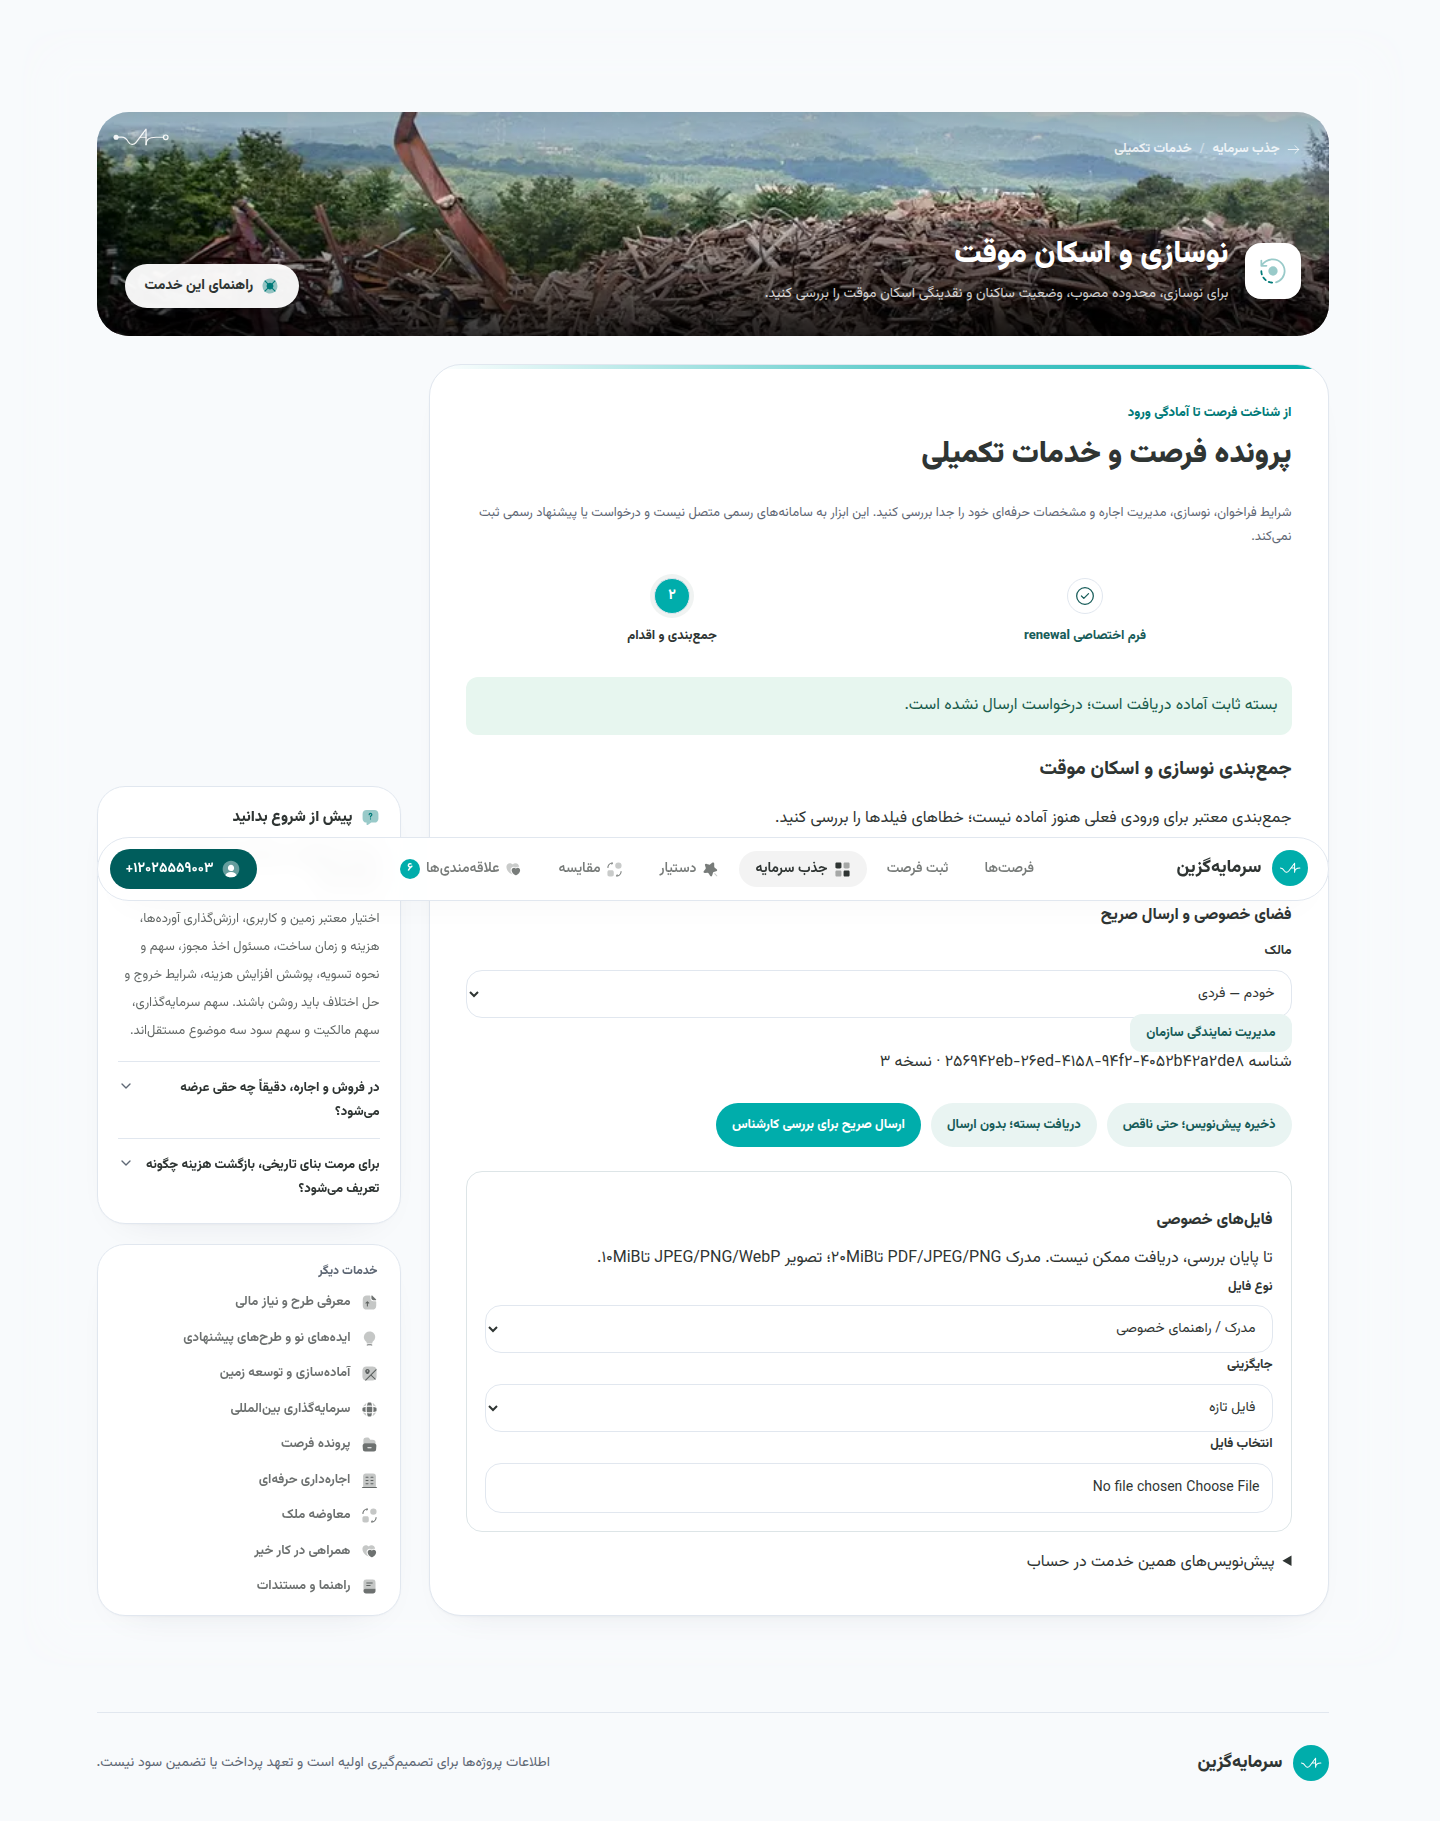 جذب سرمایه / خدمات تکمیلی
نوسازی و اسکان موقت
برای نوسازی، محدوده مصوب، وضعیت ساکنان و نقدینگی اسکان موقت را بررسی کنید.
راهنمای این خدمت
از شناخت فرصت تا آمادگی ورود
پرونده فرصت و خدمات تکمیلی
شرایط فراخوان، نوسازی، مدیریت اجاره و مشخصات حرفه‌ای خود را جدا بررسی کنید. این ابزار به سامانه‌های رسمی متصل نیست و درخواست یا پیشنهاد رسمی ثبت
نمی‌کند.
فرم اختصاصی renewal
۲
جمع‌بندی و اقدام
بسته ثابت آماده دریافت است؛ درخواست ارسال نشده است.
جمع‌بندی نوسازی و اسکان موقت
جمع‌بندی معتبر برای ورودی فعلی هنوز آماده نیست؛ خطاهای فیلدها را بررسی کنید.
سرمایه‌گزین
فرصت‌ها
ثبت فرصت
جذب سرمایه
دستیار
مقایسه
علاقه‌مندی‌ها ۶
+۱۲۰۲۵۵۵۹۰۰۳
فضای خصوصی و ارسال صریح
مالک
خودم — فردی
مدیریت نمایندگی سازمان
شناسه ۲۵۶۹۴۲eb-۲۶ed-۴۱۵۸-۹۴f۲-۴۰۵۲b۴۲a۲de۸ · نسخه ۳
ذخیره پیش‌نویس؛ حتی ناقص
دریافت بسته؛ بدون ارسال
ارسال صریح برای بررسی کارشناس
فایل‌های خصوصی
تا پایان بررسی، دریافت ممکن نیست. مدرک PDF/JPEG/PNG تا۲۰MiB؛ تصویر JPEG/PNG/WebP تا۱۰MiB.
نوع فایل
مدرک / راهنمای خصوصی
جایگزینی
فایل تازه
انتخاب فایل
Choose File No file chosen
پیش‌نویس‌های همین خدمت در حساب
پیش از شروع بدانید
اختیار معتبر زمین و کاربری، ارزش‌گذاری آورده‌ها،
هزینه و زمان ساخت، مسئول اخذ مجوز، سهم و
نحوه تسویه، پوشش افزایش هزینه، شرایط خروج و
حل اختلاف باید روشن باشند. سهم سرمایه‌گذاری،
سهم مالکیت و سهم سود سه موضوع مستقل‌اند.
در فروش و اجاره، دقیقاً چه حقی عرضه
می‌شود؟
برای مرمت بنای تاریخی، بازگشت هزینه چگونه
تعریف می‌شود؟
خدمات دیگر
معرفی طرح و نیاز مالی
ایده‌های نو و طرح‌های پیشنهادی
آماده‌سازی و توسعه زمین
سرمایه‌گذاری بین‌المللی
پرونده فرصت
اجاره‌داری حرفه‌ای
معاوضه ملک
همراهی در کار خیر
راهنما و مستندات
سرمایه‌گزین
اطلاعات پروژه‌ها برای تصمیم‌گیری اولیه است و تعهد پرداخت یا تضمین سود نیست.